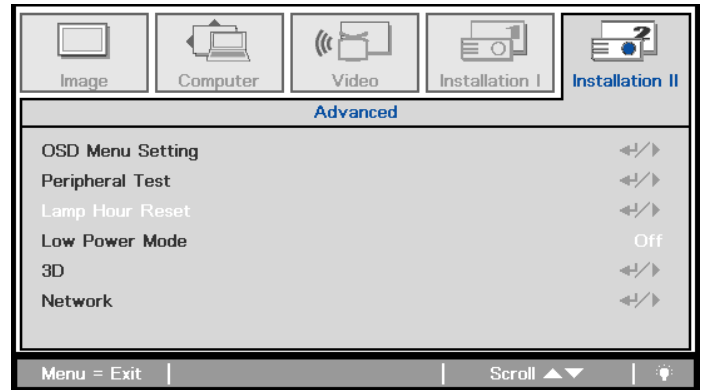 Image Computer Video Installation I Installation II
Advanced
OSD Menu Setting
Peripheral Test
Lamp Hour Reset
Low Power Mode Off
3D
Network
Menu = Exit Scroll ▲▼